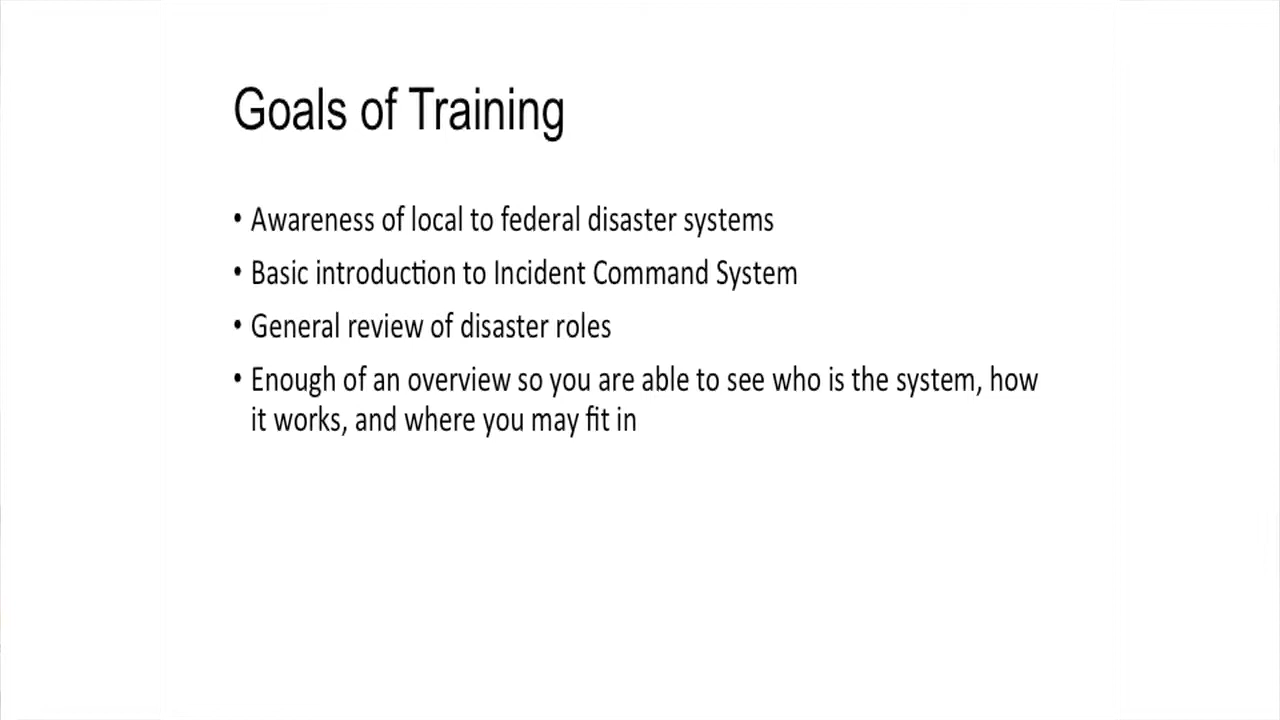 Goals of Training
• Awareness of local to federal disaster systems
• Basic introduction to Incident Command System
• General review of disaster roles
• Enough of an overview so you are able to see who is the system, how
it works, and where you may fit in